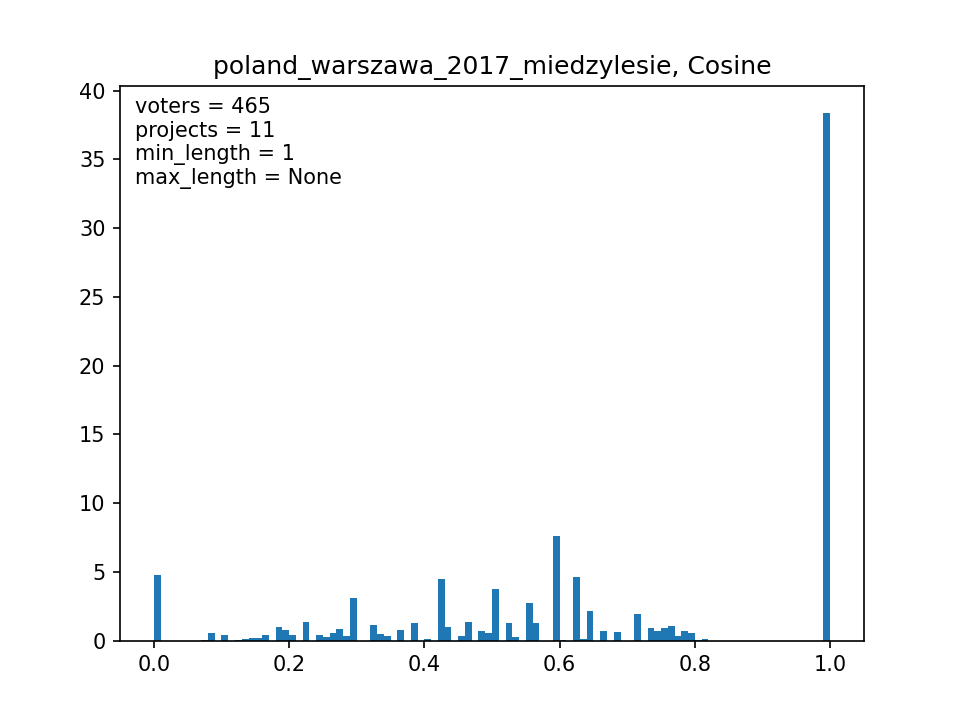 poland_warszawa_2017_miedzylesie, Cosine
40
35
30
25
20
15
10
5
0
voters = 465
projects = 11
min_length = 1
max_length = None
0.0 0.2 0.4 0.6 0.8 1.0